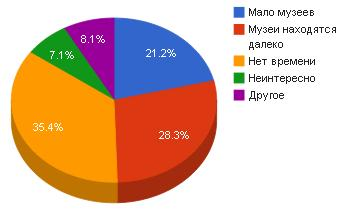 Мало музеев
Музеи находятся
далеко
Нет времени
Неинтересно
Другое
8.1%
7.1%
21.2%
35.4%
28.3%